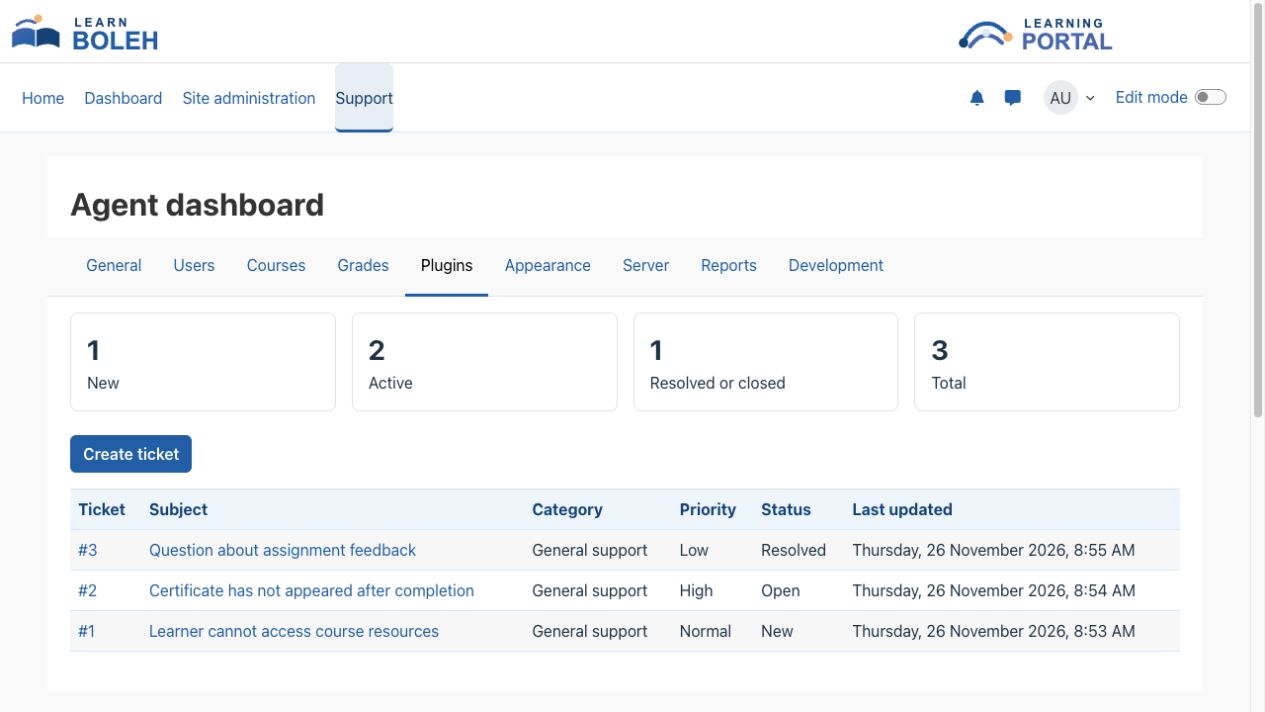 LEARN
BOLEH
LEARNING
PORTAL
Home Dashboard Site administration Support AU Edit mode
Agent dashboard
General Users Courses Grades Plugins Appearance Server Reports Development
1 2 1 3
New Active Resolved or closed Total
Create ticket
Ticket Subject Category Priority Status Last updated
#3 Question about assignment feedback General support Low Resolved Thursday, 26 November 2026, 8:55 AM
#2 Certificate has not appeared after completion General support High Open Thursday, 26 November 2026, 8:54 AM
#1 Learner cannot access course resources General support Normal New Thursday, 26 November 2026, 8:53 AM